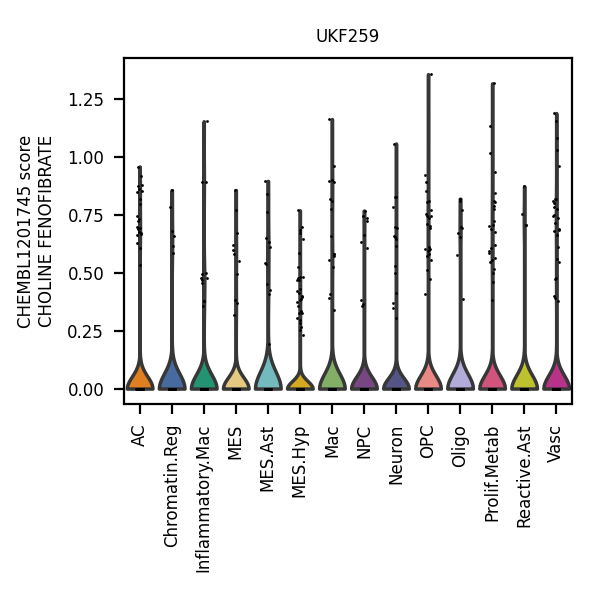 UKF259
CHEMBL1201745 score
CHOLINE FENOFIBRATE
1.25
1.00
0.75
0.50
0.25
0.00
AC
Chromatin.Reg
Inflammatory.Mac
MES
MES.Ast
MES.Hyp
Mac
NPC
Neuron
OPC
Oligo
Prolif.Metab
Reactive.Ast
Vasc